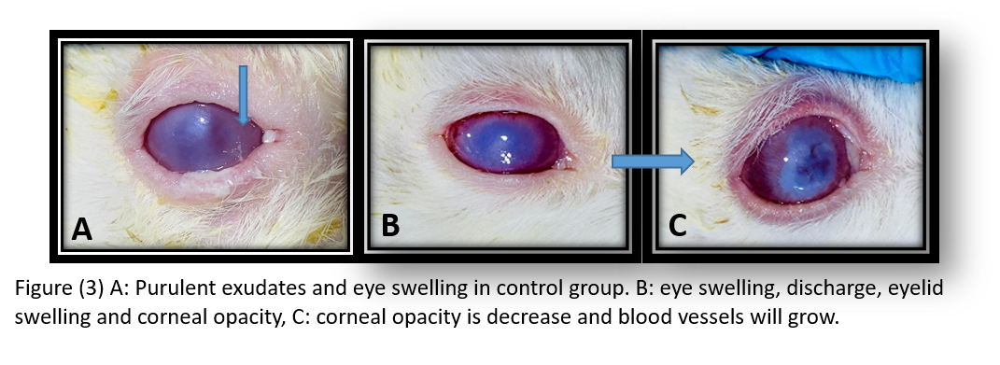 A
B
C
Figure (3) A: Purulent exudates and eye swelling in control group. B: eye swelling, discharge, eyelid
swelling and corneal opacity, C: corneal opacity is decrease and blood vessels will grow.